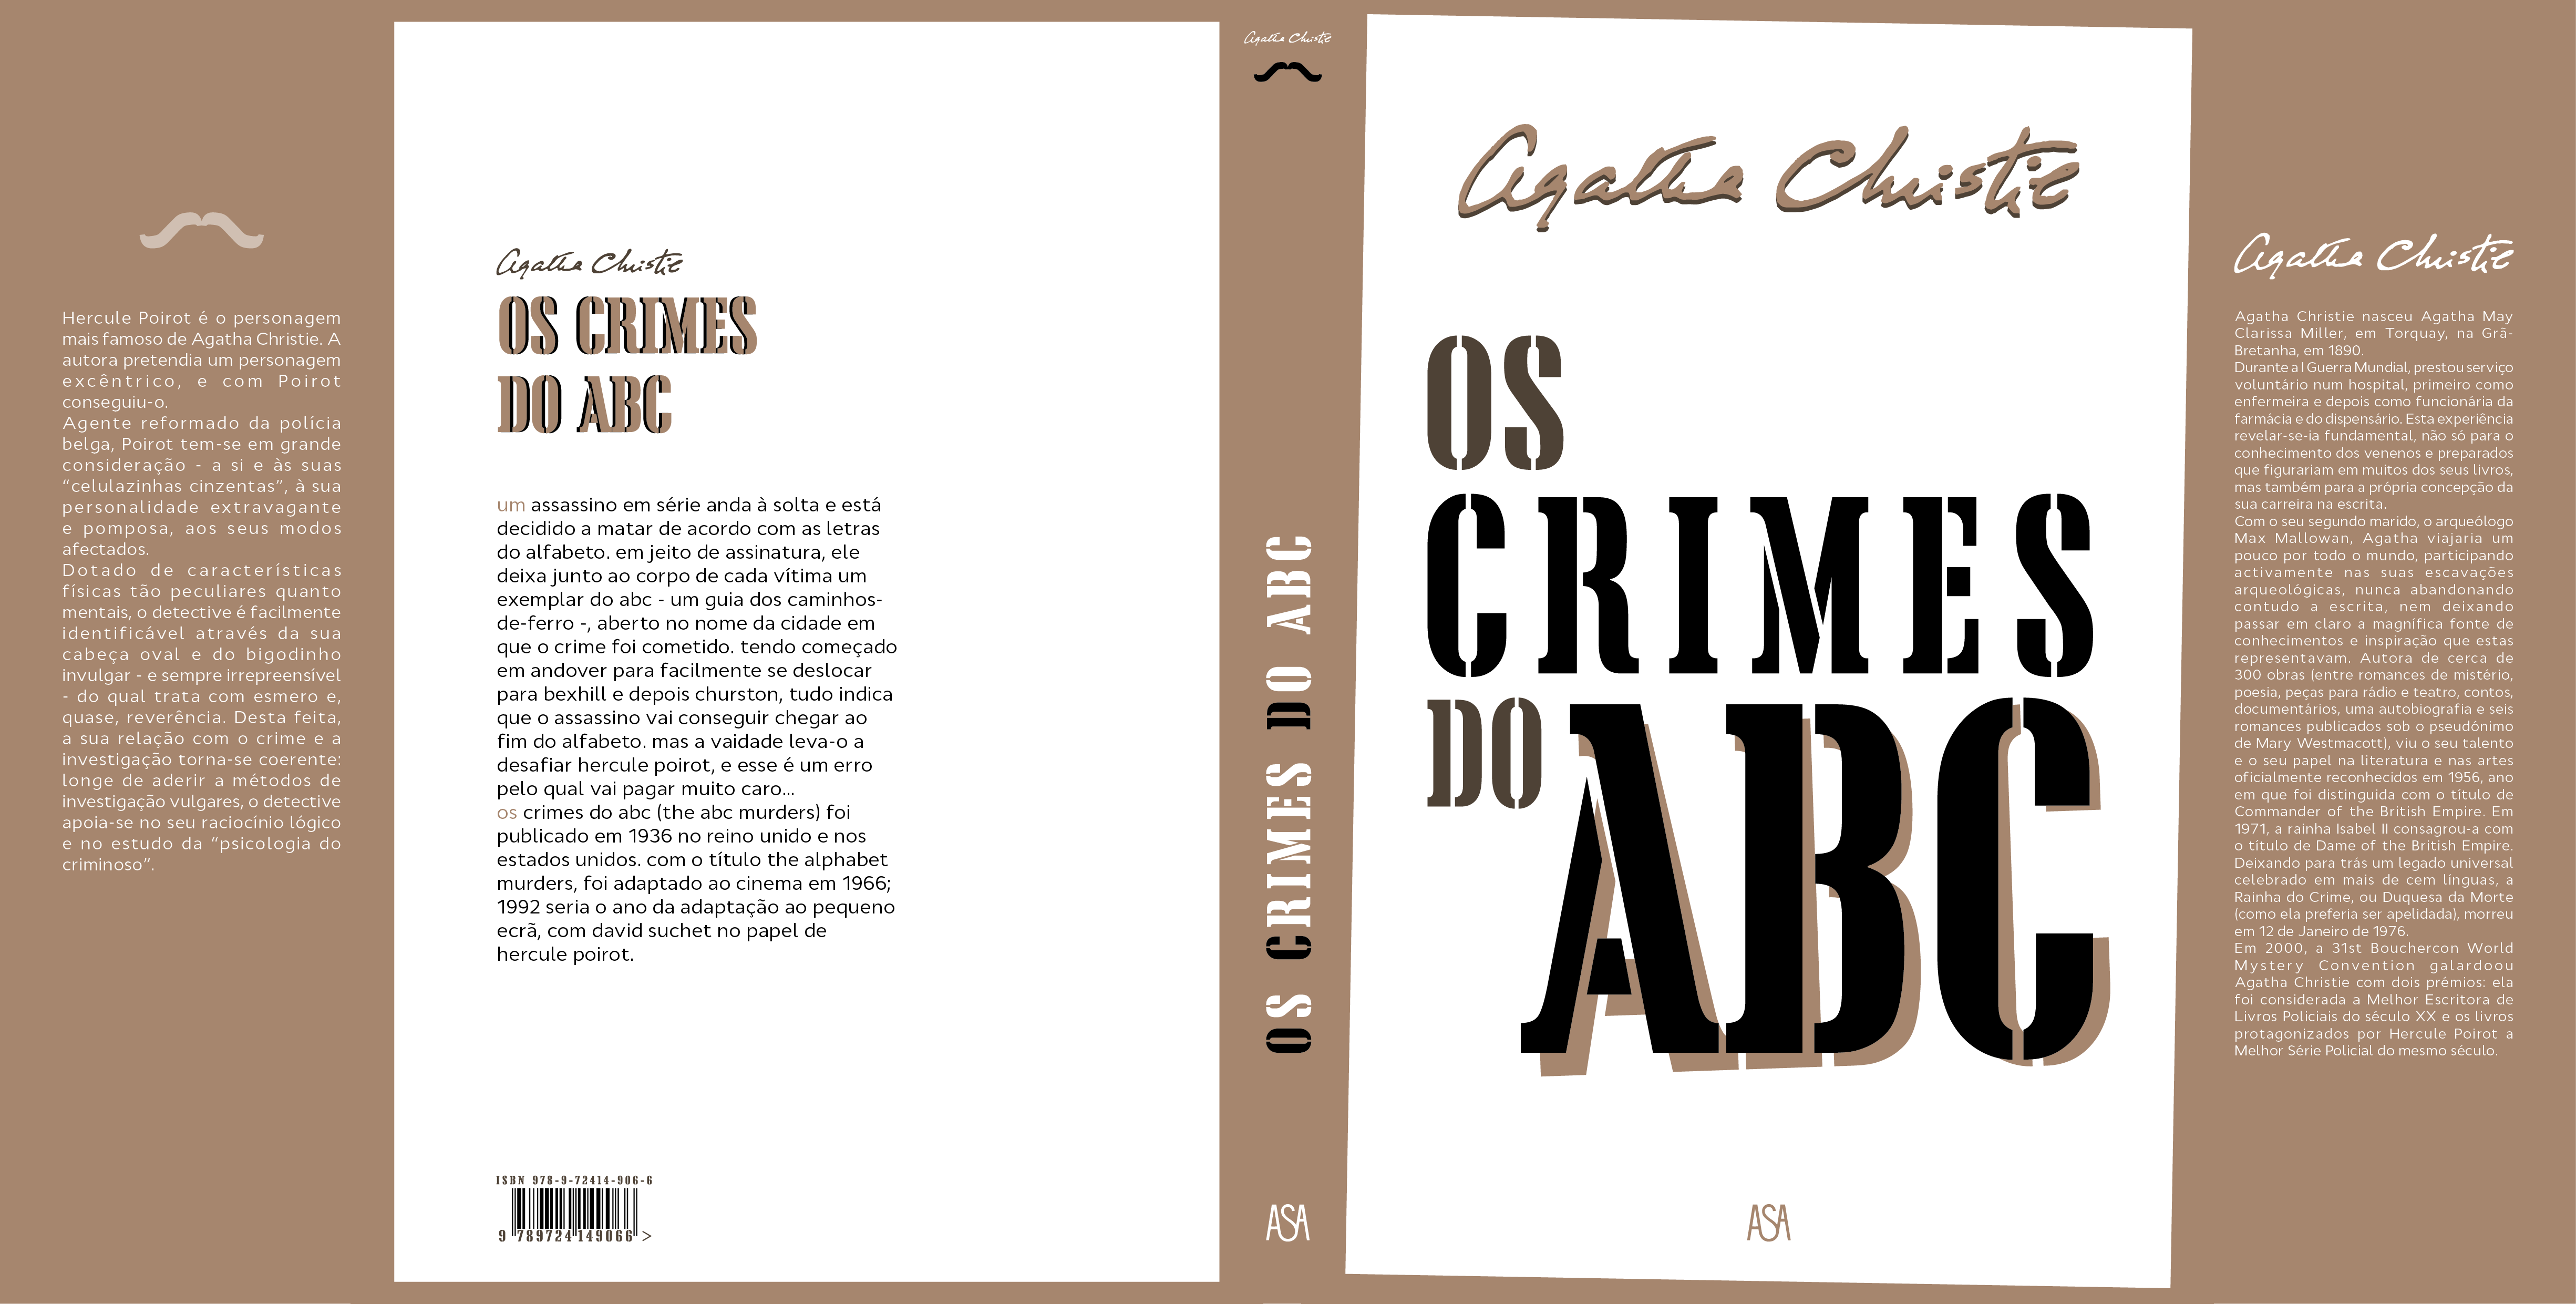 Hercule Poirot é o personagem
mais famoso de Agatha Christie. A
autora pretendia um personagem
excêntrico, e com Poirot
conseguiu-o.
Agente reformado da polícia
belga, Poirot tem-se em grande
consideração - a si e às suas
“celulazinhas cinzentas”, à sua
personalidade extravagante
e pomposa, aos seus modos
afectados.
Dotado de características
físicas tão peculiares quanto
mentais, o detective é facilmente
identificável através da sua
cabeça oval e do bigodinho
invulgar - e sempre irrepreensível
- do qual trata com esmero e,
quase, reverência. Desta feita,
a sua relação com o crime e a
investigação torna-se coerente:
longe de aderir a métodos de
investigação vulgares, o detective
apoia-se no seu raciocínio lógico
e no estudo da “psicologia do
criminoso”.
Agatha Christie
OS CRIMES
DO ABC
um assassino em série anda à solta e está
decidido a matar de acordo com as letras
do alfabeto. em jeito de assinatura, ele
deixa junto ao corpo de cada vítima um
exemplar do abc - um guia dos caminhos-
de-ferro -, aberto no nome da cidade em
que o crime foi cometido. tendo começado
em andover para facilmente se deslocar
para bexhill e depois churston, tudo indica
que o assassino vai conseguir chegar ao
fim do alfabeto. mas a vaidade leva-o a
desafiar hercule poirot, e esse é um erro
pelo qual vai pagar muito caro...
os crimes do abc (the abc murders) foi
publicado em 1936 no reino unido e nos
estados unidos. com o título the alphabet
murders, foi adaptado ao cinema em 1966;
1992 seria o ano da adaptação ao pequeno
ecrã, com david suchet no papel de
hercule poirot.
ISBN 978-9-72414-906-6
9 789724 149066 >
Agatha Christie
OS CRIMES DO ABC
ASA
Agatha Christie
OS
CRIMES
DO ABC
ASA
Agatha Christie
Agatha Christie nasceu Agatha May
Clarissa Miller, em Torquay, na Grã-
Bretanha, em 1890.
Durante a I Guerra Mundial, prestou serviço
voluntário num hospital, primeiro como
enfermeira e depois como funcionária da
farmácia e do dispensário. Esta experiência
revelar-se-ia fundamental, não só para o
conhecimento dos venenos e preparados
que figurariam em muitos dos seus livros,
mas também para a própria concepção da
sua carreira na escrita.
Com o seu segundo marido, o arqueólogo
Max Mallowan, Agatha viajaria um
pouco por todo o mundo, participando
activamente nas suas escavações
arqueológicas, nunca abandonando
contudo a escrita, nem deixando
passar em claro a magnífica fonte de
conhecimentos e inspiração que estas
representavam. Autora de cerca de
300 obras (entre romances de mistério,
poesia, peças para rádio e teatro, contos,
documentários, uma autobiografia e seis
romances publicados sob o pseudónimo
de Mary Westmacott), viu o seu talento
e o seu papel na literatura e nas artes
oficialmente reconhecidos em 1956, ano
em que foi distinguida com o título de
Commander of the British Empire. Em
1971, a rainha Isabel II consagrou-a com
o título de Dame of the British Empire.
Deixando para trás um legado universal
celebrado em mais de cem línguas, a
Rainha do Crime, ou Duquesa da Morte
(como ela preferia ser apelidada), morreu
em 12 de Janeiro de 1976.
Em 2000, a 31st Bouchercon World
Mystery Convention galardoou
Agatha Christie com dois prémios: ela
foi considerada a Melhor Escritora de
Livros Policiais do século XX e os livros
protagonizados por Hercule Poirot a
Melhor Série Policial do mesmo século.